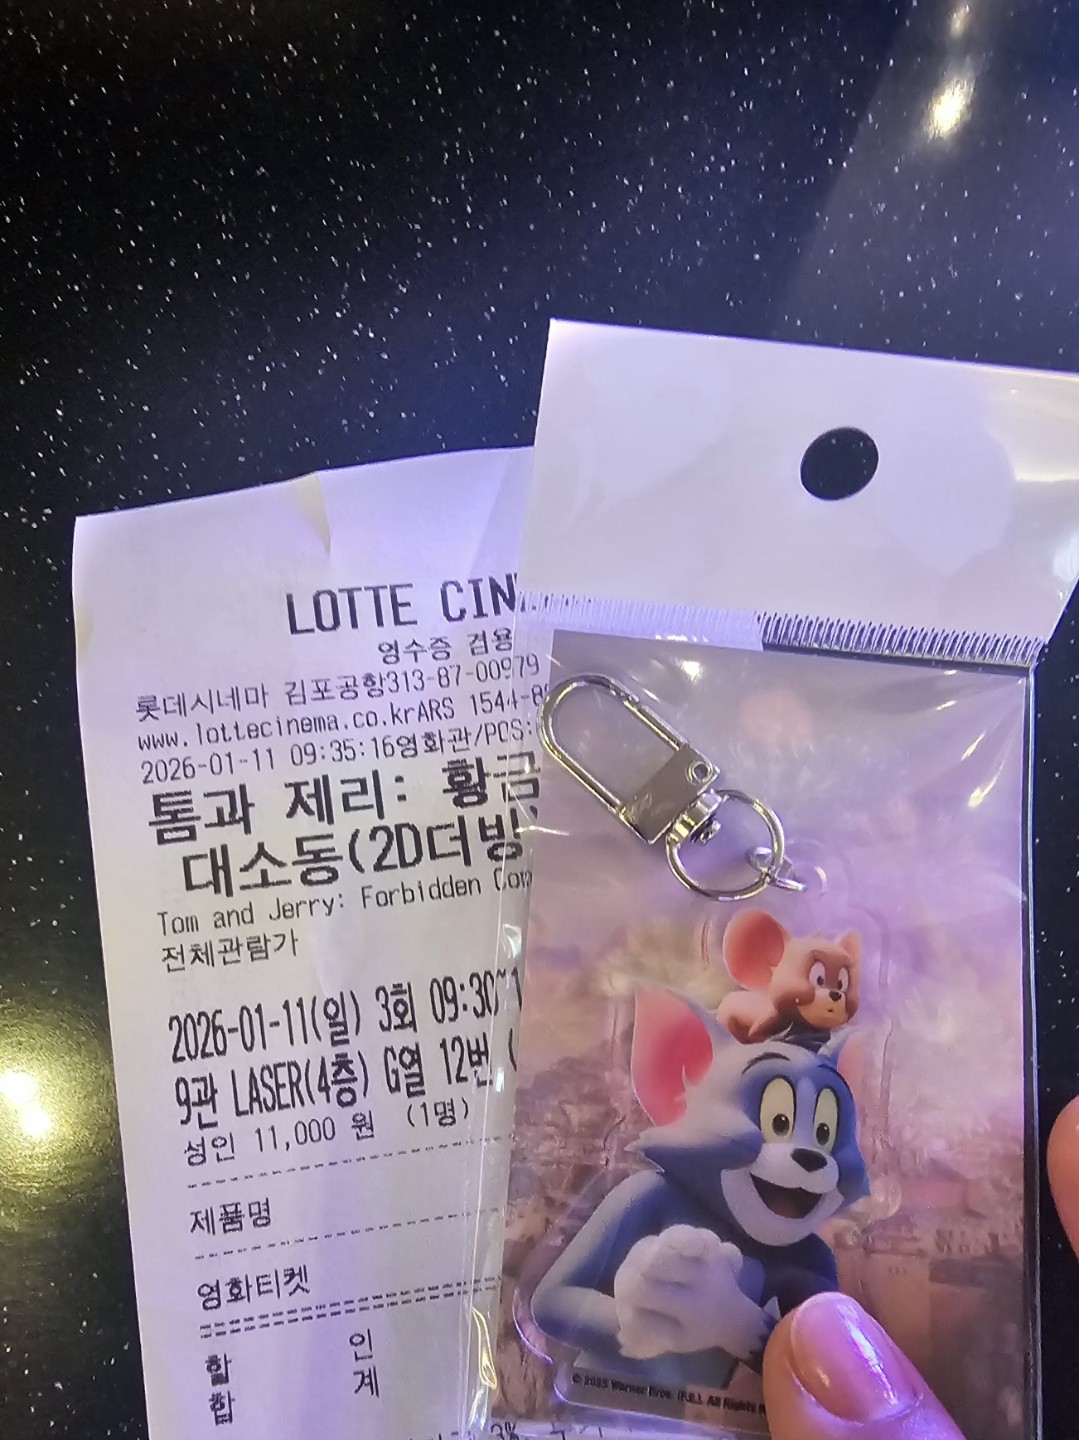 LOTTE CIN
영수증 겸용
롯데시네마 김포공항313-87-00979
www.lottecinema.co.krARS 1544-8
2026-01-11 09:35:16영화관/POS:
톰과 제리: 황금
대소동(2D더빙)
Tom and Jerry: Forbidden Com
전체관람가
2026-01-11(일) 3회 09:30~1
9관 LASER(4층) G열 12번 (
성인 11,000 원 (1명)
제품명
영화티켓
할 인
합 계
3%
© 2025 Warner Bros. (F.E.). All Rights